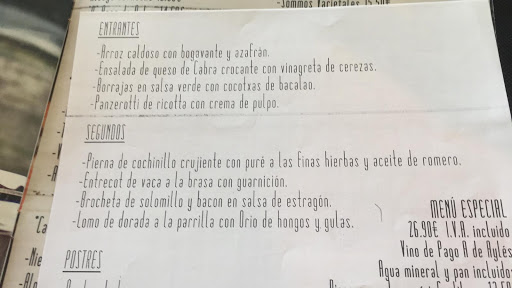 Sommos Varietales 15.50€
ENTRANTES
-Arroz caldoso con bogavante y azafrán.
-Ensalada de queso de Cabra crocante con vinagreta de cerezas.
-Borrajas en salsa verde con cocotxas de bacalao.
-Panzerotti de ricotta con crema de pulpo.
SEGUNDOS
-Pierna de cochinillo crujiente con puré a las finas hierbas y aceite de romero.
-Entrecot de vaca a la brasa con guarnición.
-Brocheta de solomillo y bacon en salsa de estragón.
-Lomo de dorada a la parrilla con Orio de hongos y gulas.
MENÚ ESPECIAL
26.90€ I.V.A. incluido
Vino de Pago A de Aylés
Agua mineral y pan incluido
POSTRES